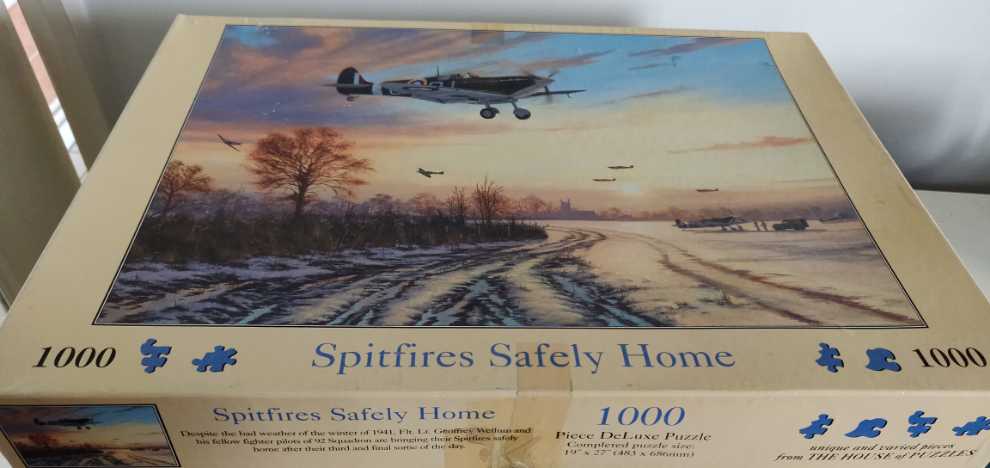 1000 Spitfires Safely Home 1000
Spitfires Safely Home
Despite the bad weather of the winter of 1941, Flt. Lt. Geoffrey Wellum and
his fellow fighter pilots of 92 Squadron are bringing their Spitfires safely
home after their third and final sortie of the day.
1000
Piece DeLuxe Puzzle
Completed puzzle size:
19" x 27" (483 x 686mm)
unique and varied pieces
from THE HOUSE of PUZZLES